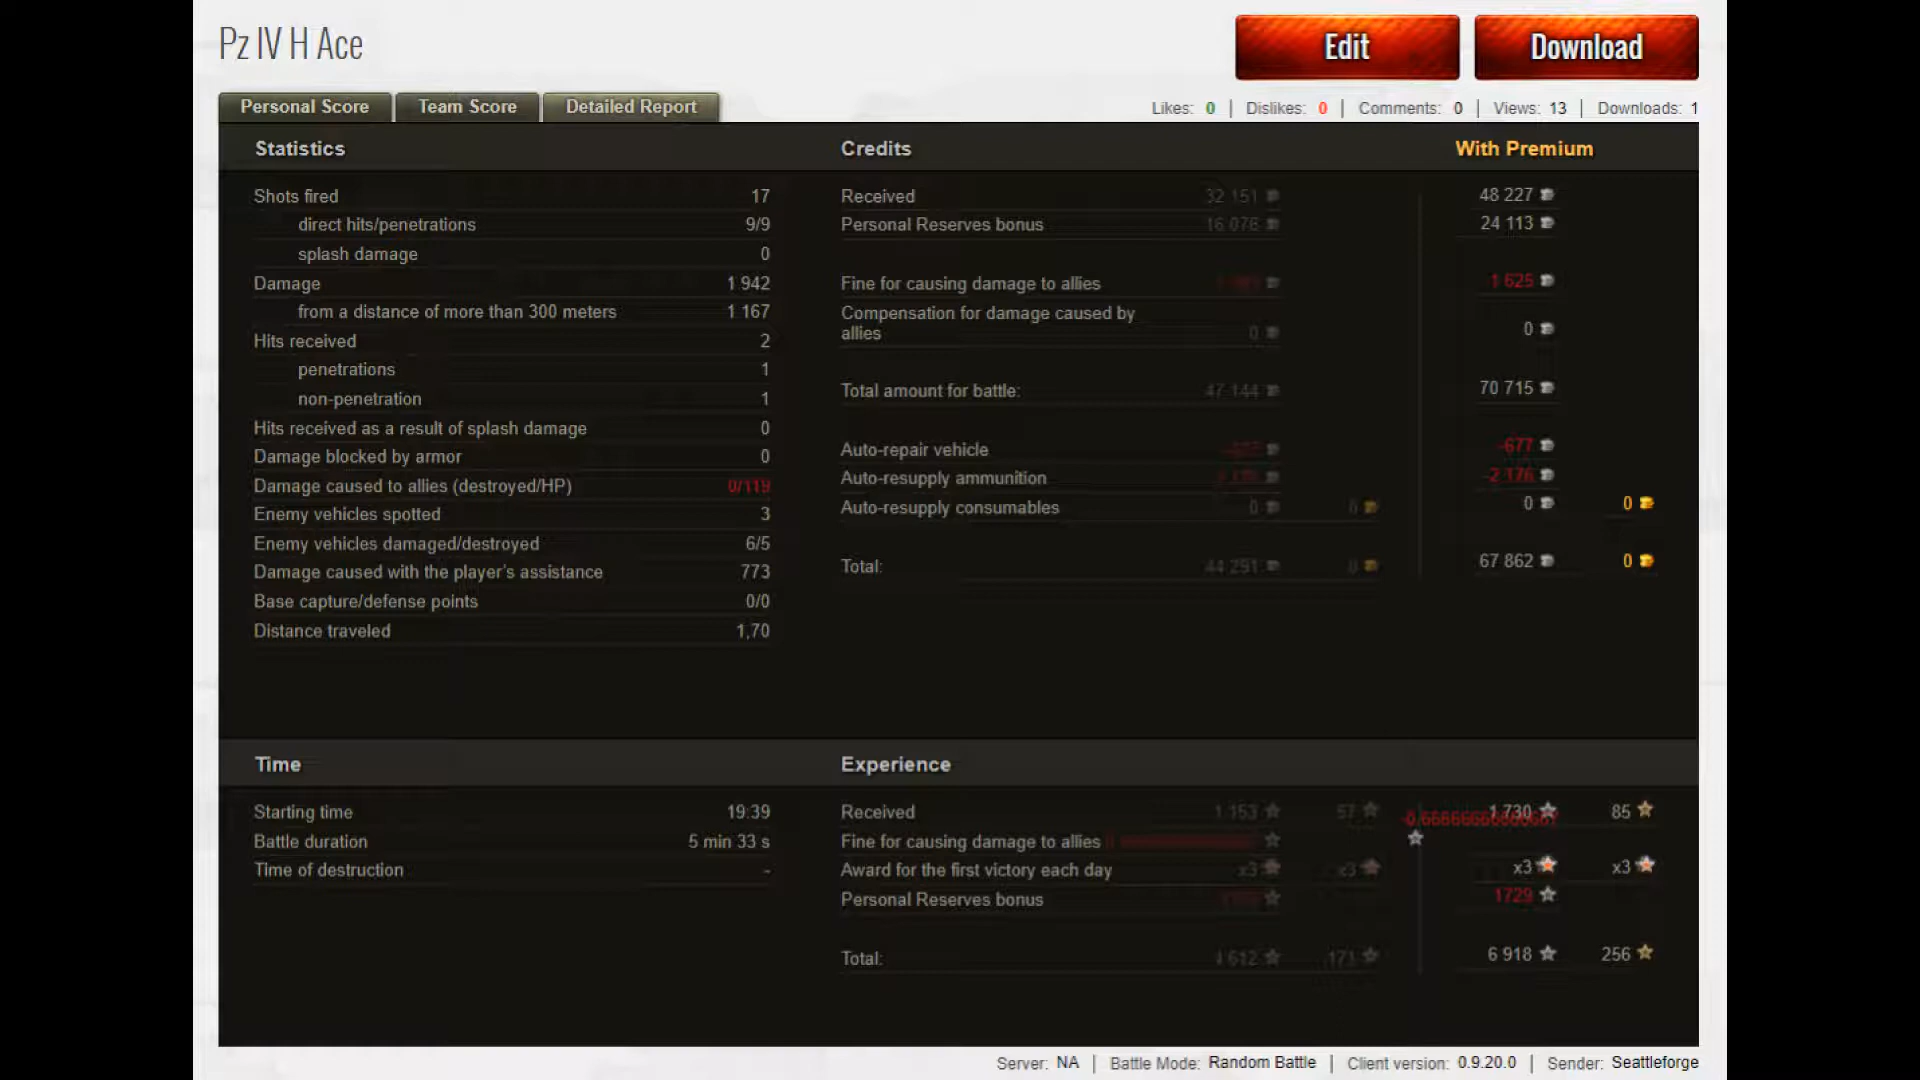 Pz IV H Ace
Edit Download
Personal Score Team Score Detailed Report
Likes: 0 | Dislikes: 0 | Comments: 0 | Views: 13 | Downloads: 1
Statistics Credits With Premium
Shots fired 17 Received 32 151 48 227
direct hits/penetrations 9/9 Personal Reserves bonus 16 076 24 113
splash damage 0
Damage 1 942 Fine for causing damage to allies 1 625
from a distance of more than 300 meters 1 167 Compensation for damage caused by
Hits received 2 allies 0 0
penetrations 1
non-penetration 1 Total amount for battle: 47 144 70 715
Hits received as a result of splash damage 0
Damage blocked by armor 0 Auto-repair vehicle -677
Damage caused to allies (destroyed/HP) 0/119 Auto-resupply ammunition -2 176
Enemy vehicles spotted 3 Auto-resupply consumables 0 0 0 0
Enemy vehicles damaged/destroyed 6/5
Damage caused with the player's assistance 773 Total: 44 291 0 67 862 0
Base capture/defense points 0/0
Distance traveled 1,70
Time Experience
Starting time 19:39 Received 1 153 57 1 730 85
Battle duration 5 min 33 s Fine for causing damage to allies
Time of destruction - Award for the first victory each day x3 x3 x3 x3
Personal Reserves bonus 1729
Total: 4 612 171 6 918 256
Server: NA | Battle Mode: Random Battle | Client version: 0.9.20.0 | Sender: Seattleforge